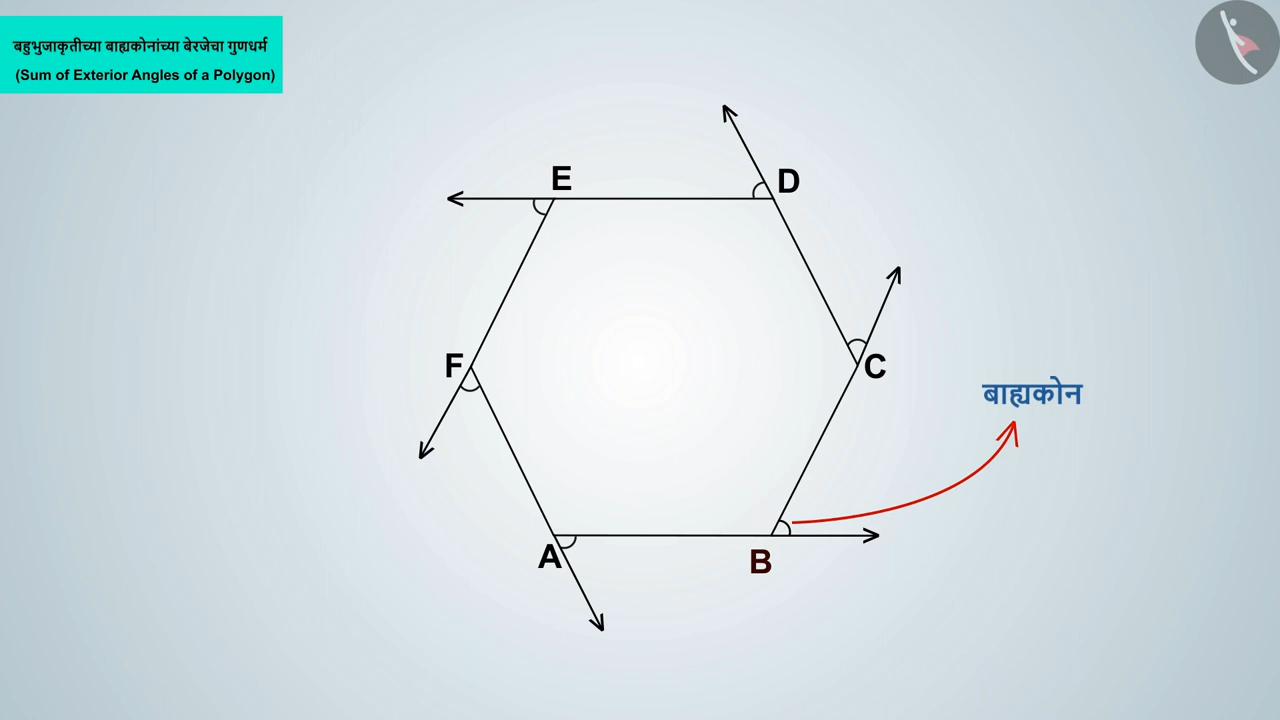 बहुभुजाकृतीच्या बाह्यकोनांच्या बेरजेचा गुणधर्म
(Sum of Exterior Angles of a Polygon)
E
D
F
C
बाह्यकोन
A
B